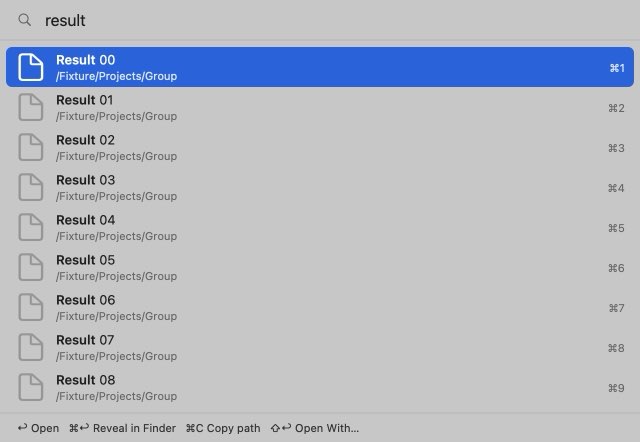 result
Result 00
/Fixture/Projects/Group
⌘1
Result 01
/Fixture/Projects/Group
⌘2
Result 02
/Fixture/Projects/Group
⌘3
Result 03
/Fixture/Projects/Group
⌘4
Result 04
/Fixture/Projects/Group
⌘5
Result 05
/Fixture/Projects/Group
⌘6
Result 06
/Fixture/Projects/Group
⌘7
Result 07
/Fixture/Projects/Group
⌘8
Result 08
/Fixture/Projects/Group
⌘9
↩ Open ⌘↩ Reveal in Finder ⌘C Copy path ⇧↩ Open With…